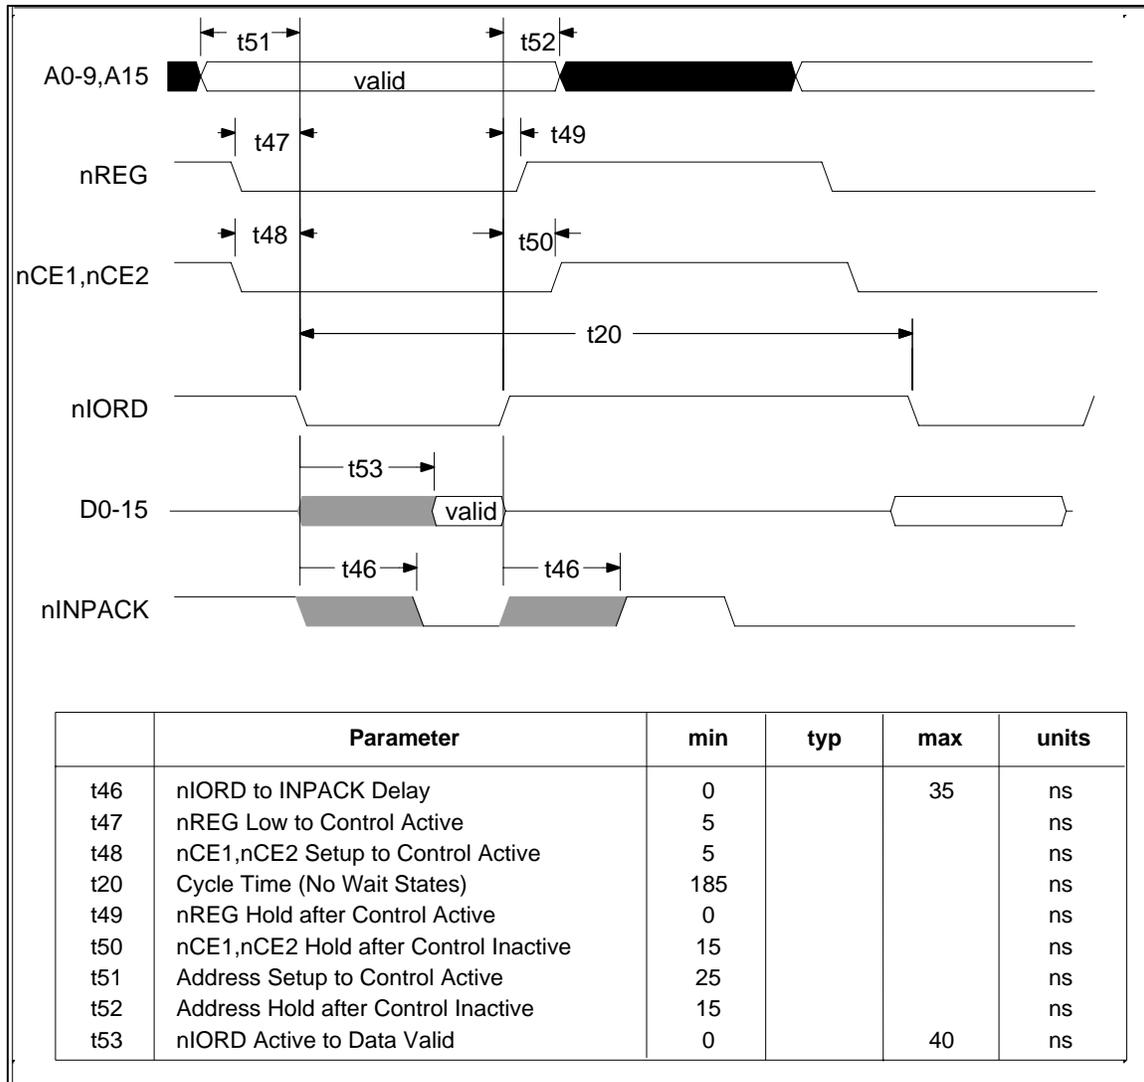 t51 t52
A0-9,A15 valid
t47 t49
nREG
t48 t50
nCE1,nCE2
t20
nIORD
t53
D0-15 valid
t46 t46
nINPACK
Parameter min typ max units
t46 nIORD to INPACK Delay 0 35 ns
t47 nREG Low to Control Active 5 ns
t48 nCE1,nCE2 Setup to Control Active 5 ns
t20 Cycle Time (No Wait States) 185 ns
t49 nREG Hold after Control Active 0 ns
t50 nCE1,nCE2 Hold after Control Inactive 15 ns
t51 Address Setup to Control Active 25 ns
t52 Address Hold after Control Inactive 15 ns
t53 nIORD Active to Data Valid 0 40 ns